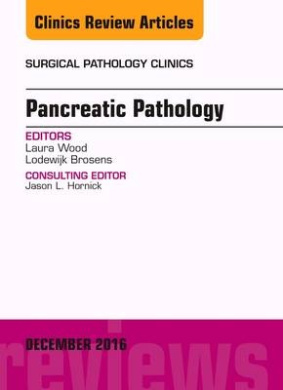 Clinics Review Articles
SURGICAL PATHOLOGY CLINICS
Pancreatic Pathology
EDITORS
Laura Wood
Lodewijk Brosens
CONSULTING EDITOR
Jason L. Hornick
DECEMBER 2016
reviews